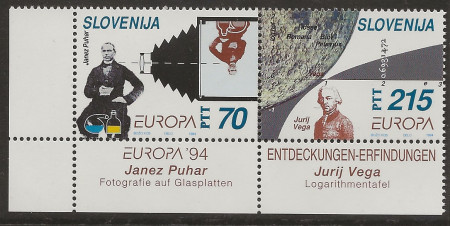 SLOVENIJA
Janez Puhar
EUROPA
PTT 70
SLOVENIJA
Jurij
Vega
EUROPA
PTT 215
EUROPA '94
Janez Puhar
Fotografie auf Glasplatten
ENTDECKUNGEN-ERFINDUNGEN
Jurij Vega
Logarithmentafel